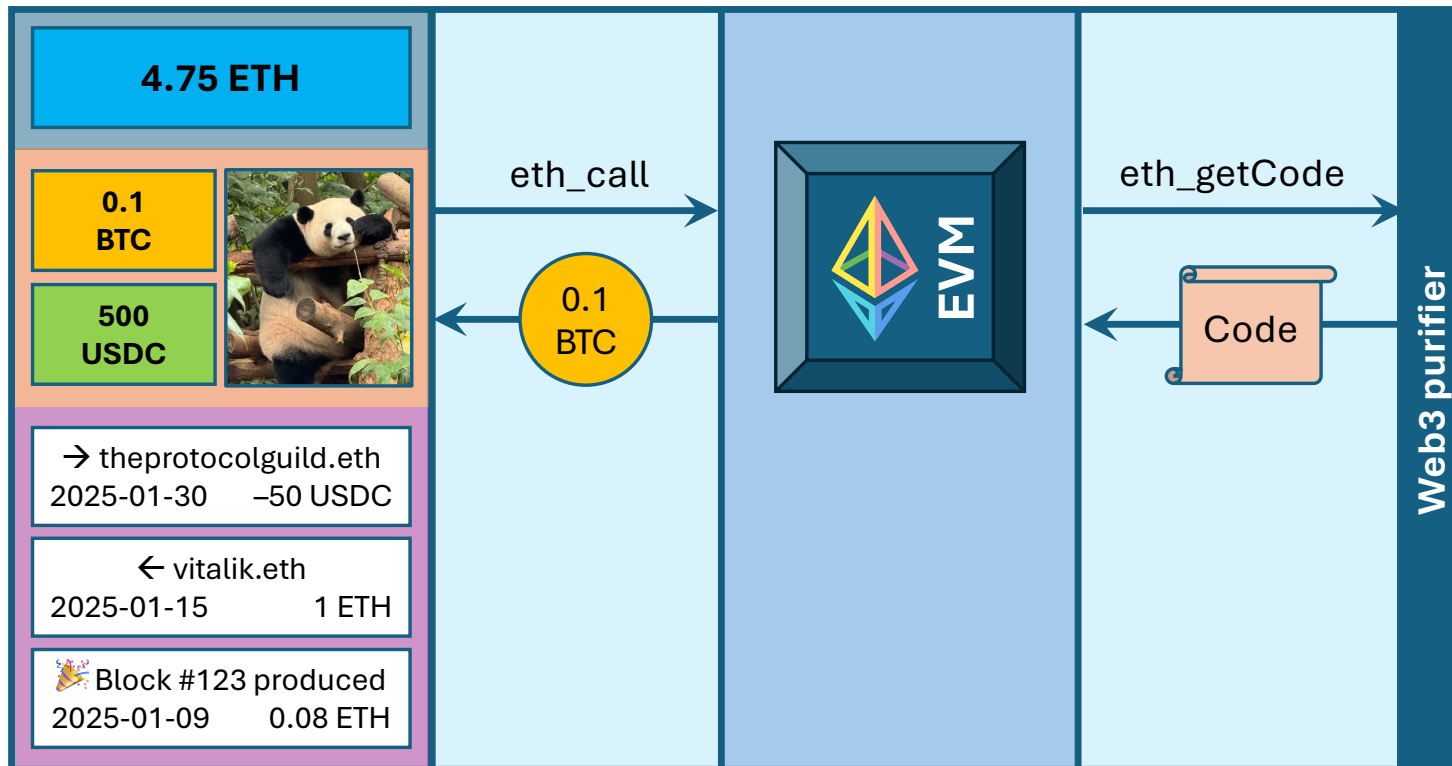 4.75 ETH
0.1
BTC
500
USDC
→ theprotocolguild.eth
2025-01-30 –50 USDC
← vitalik.eth
2025-01-15 1 ETH
🎉 Block #123 produced
2025-01-09 0.08 ETH
eth_call
0.1
BTC
EVM
eth_getCode
Code
Web3 purifier